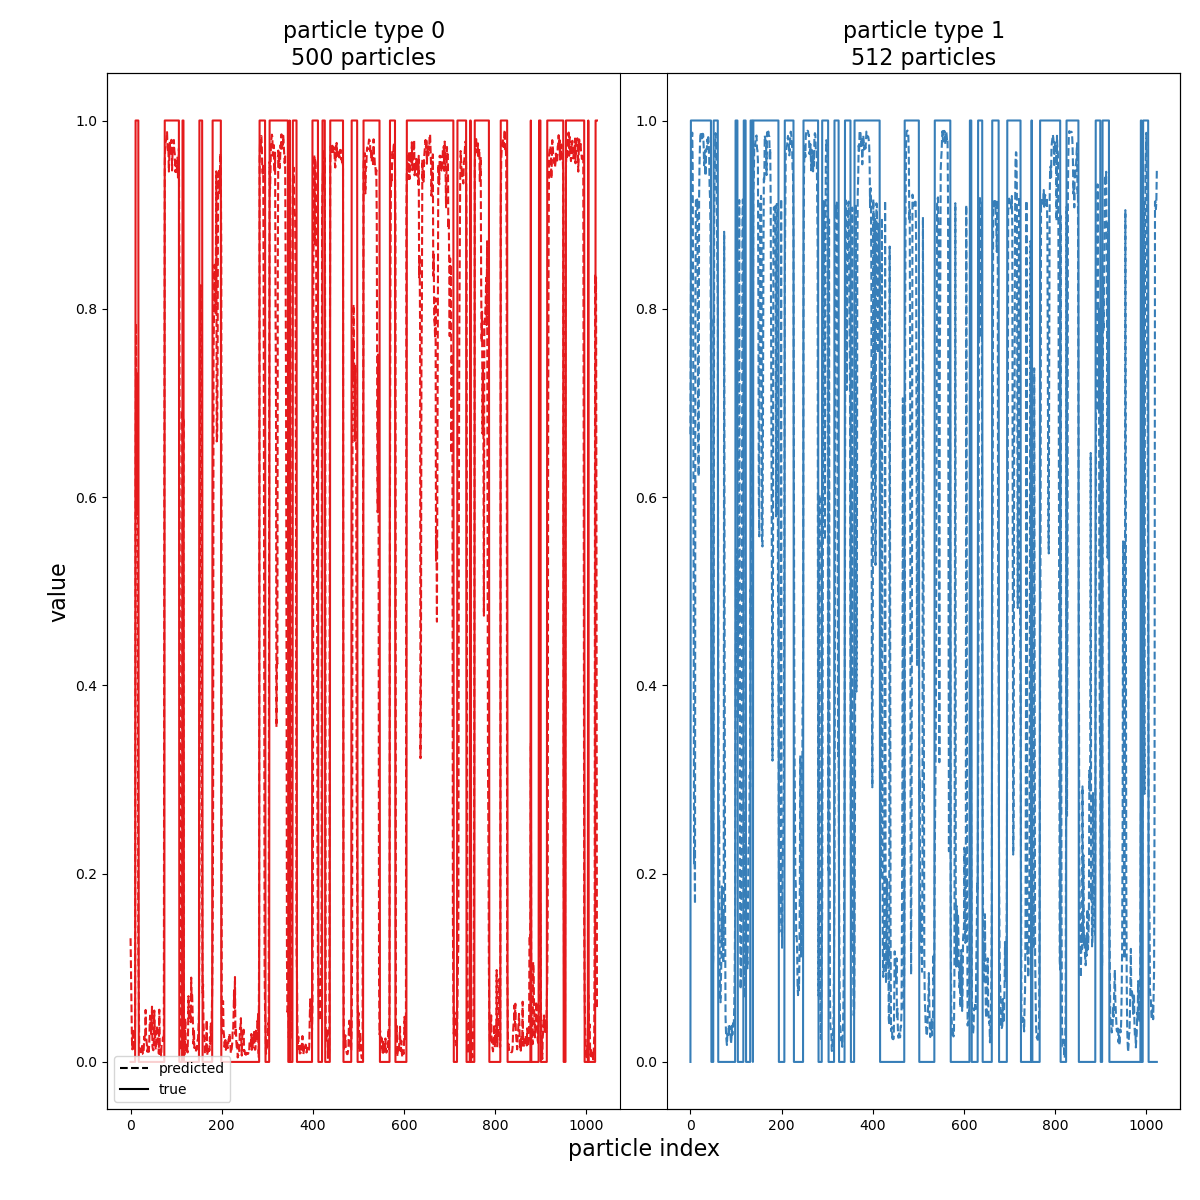 particle type 0
500 particles
particle type 1
512 particles
1.0
0.8
0.6
0.4
0.2
0.0
1.0
0.8
0.6
0.4
0.2
0.0
value
predicted
true
0 200 400 600 800 1000
0 200 400 600 800 1000
particle index